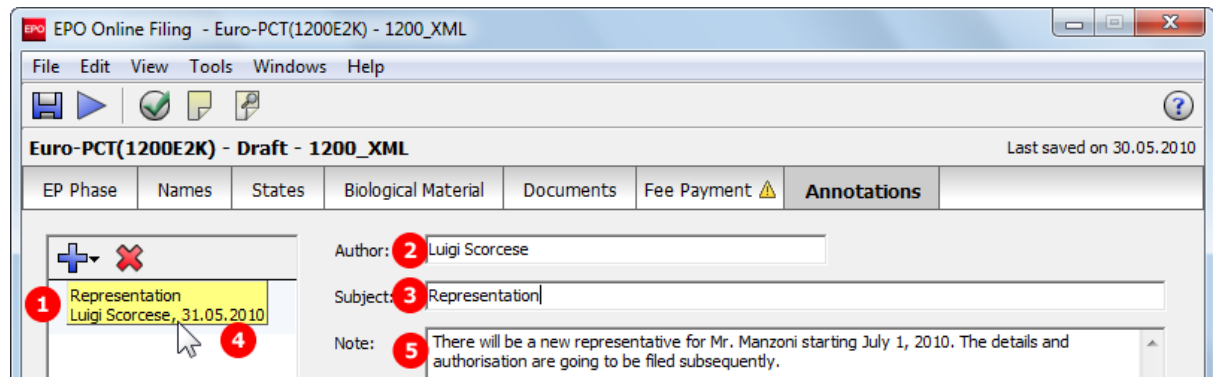 EPO EPO Online Filing - Euro-PCT(1200E2K) - 1200_XML
File Edit View Tools Windows Help
?
Euro-PCT(1200E2K) - Draft - 1200_XML Last saved on 30.05.2010
EP Phase Names States Biological Material Documents Fee Payment Annotations
Author: 2 Luigi Scorcese
1 Representation
Luigi Scorcese, 31.05.2010
4
Subject: 3 Representation
Note: 5 There will be a new representative for Mr. Manzoni starting July 1, 2010. The details and
authorisation are going to be filed subsequently.